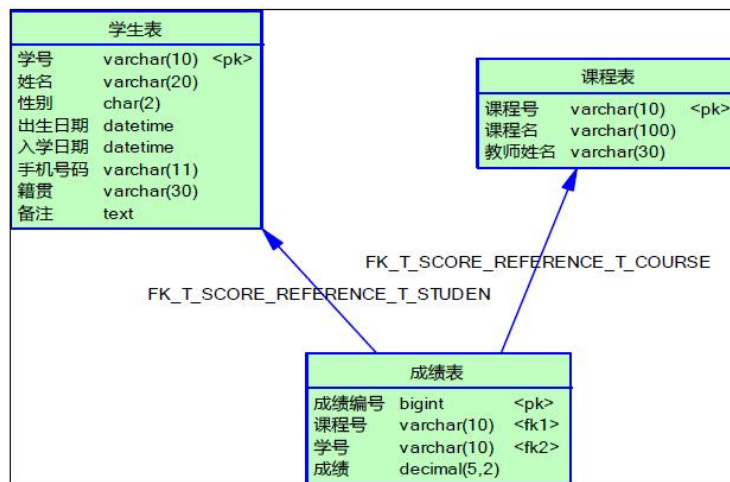 学生表
学号 varchar(10) <pk>
姓名 varchar(20)
性别 char(2)
出生日期 datetime
入学日期 datetime
手机号码 varchar(11)
籍贯 varchar(30)
备注 text
课程表
课程号 varchar(10) <pk>
课程名 varchar(100)
教师姓名 varchar(30)
FK_T_SCORE_REFERENCE_T_COURSE
FK_T_SCORE_REFERENCE_T_STUDEN
成绩表
成绩编号 bigint <pk>
课程号 varchar(10) <fk1>
学号 varchar(10) <fk2>
成绩 decimal(5,2)